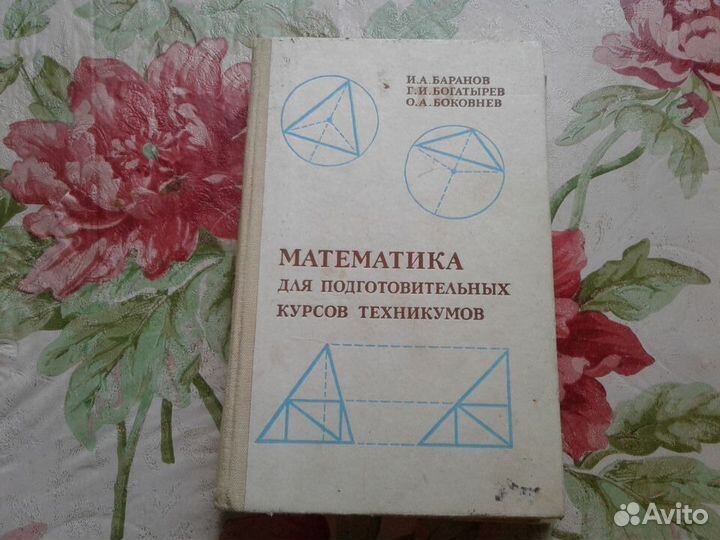 И.А.БАРАНОВ
Г.И.БОГАТЫРЕВ
О.А.БОКОВНЕВ
МАТЕМАТИКА
ДЛЯ ПОДГОТОВИТЕЛЬНЫХ
КУРСОВ ТЕХНИКУМОВ
Avito